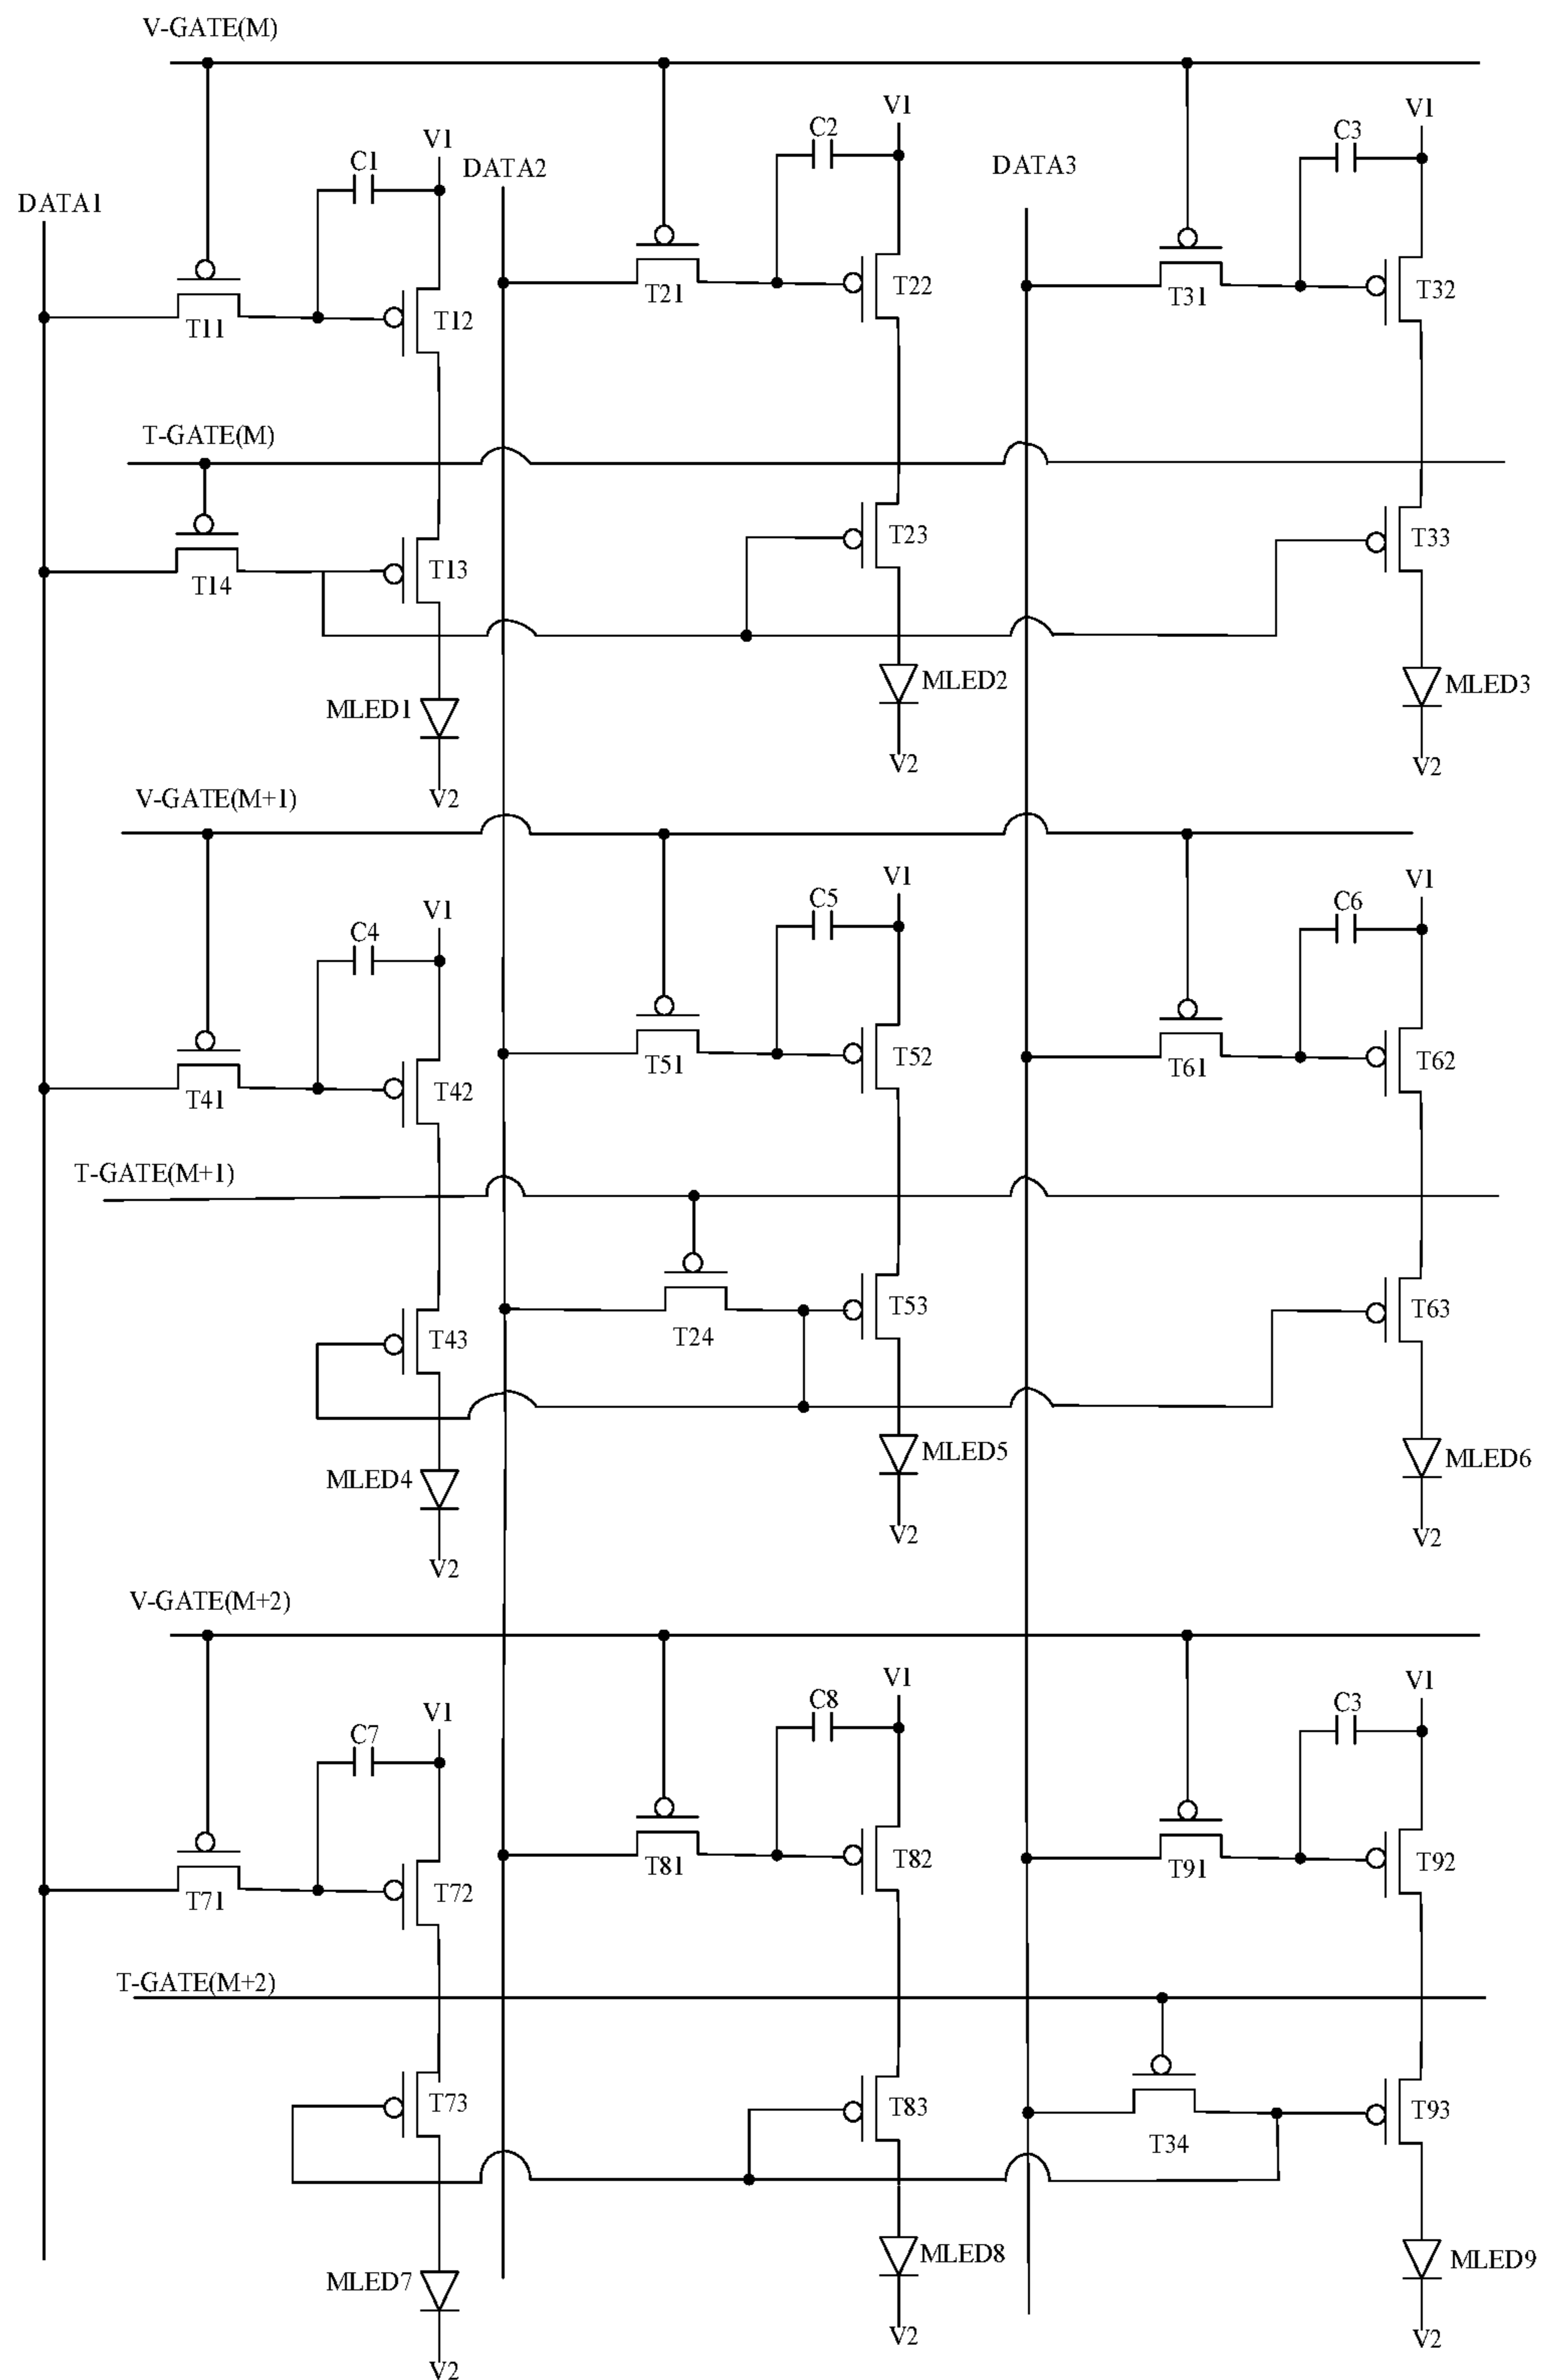 V-GATE(M)
V1
C2
V1
C3
V1
C1
DATA2
DATA3
DATA1
T11
T12
T21
T22
T31
T32
T-GATE(M)
T14
T13
T23
T33
MLED1
MLED2
MLED3
V2
V2
V2
V-GATE(M+1)
V1
C4
V1
C5
V1
C6
T41
T42
T51
T52
T61
T62
T-GATE(M+1)
T43
T24
T53
T63
MLED4
MLED5
MLED6
V2
V2
V2
V-GATE(M+2)
V1
C7
V1
C8
V1
C3
T71
T72
T81
T82
T91
T92
T-GATE(M+2)
T73
T83
T34
T93
MLED7
MLED8
MLED9
V2
V2
V2